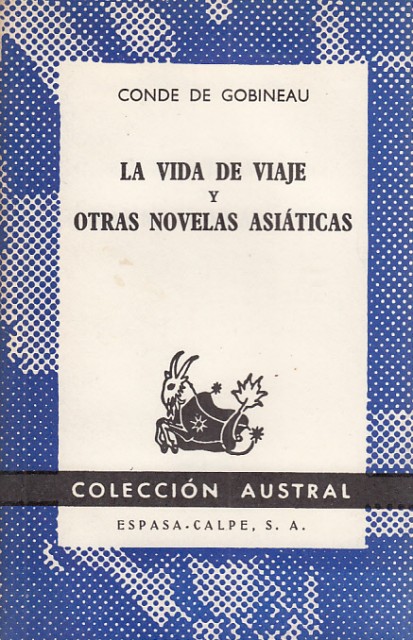 CONDE DE GOBINEAU
LA VIDA DE VIAJE
Y
OTRAS NOVELAS ASIÁTICAS
COLECCIÓN AUSTRAL
ESPASA-CALPE, S. A.